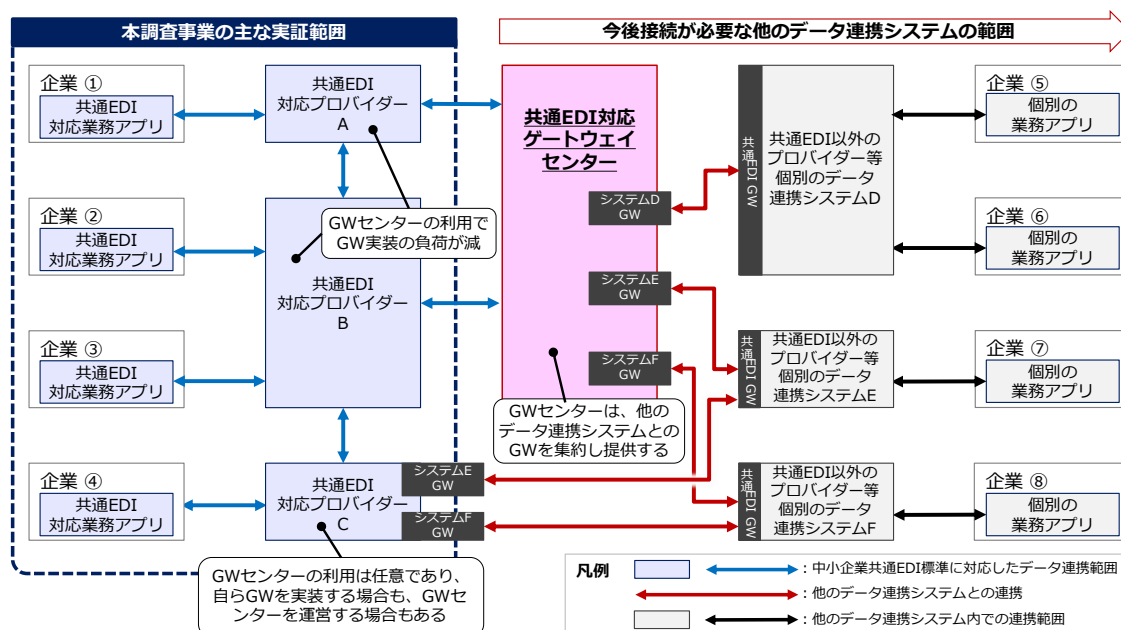 本調査事業の主な実証範囲
今後接続が必要な他のデータ連携システムの範囲
企業 ①
共通EDI
対応業務アプリ
企業 ②
共通EDI
対応業務アプリ
企業 ③
共通EDI
対応業務アプリ
企業 ④
共通EDI
対応業務アプリ
共通EDI
対応プロバイダー
A
GWセンターの利用で
GW実装の負荷が減
共通EDI
対応プロバイダー
B
共通EDI
対応プロバイダー
C
システムE
GW
システムF
GW
GWセンターの利用は任意であり、
自らGWを実装する場合も、GWセ
ンターを運営する場合もある
共通EDI対応
ゲートウェイ
センター
システムD
GW
システムE
GW
システムF
GW
GWセンターは、他の
データ連携システムとの
GWを集約し提供する
共通EDI GW
共通EDI以外の
プロバイダー等
個別のデータ
連携システムD
共通EDI GW
共通EDI以外の
プロバイダー等
個別のデータ
連携システムE
共通EDI GW
共通EDI以外の
プロバイダー等
個別のデータ
連携システムF
企業 ⑤
個別の
業務アプリ
企業 ⑥
個別の
業務アプリ
企業 ⑦
個別の
業務アプリ
企業 ⑧
個別の
業務アプリ
凡例
：中小企業共通EDI標準に対応したデータ連携範囲
：他のデータ連携システムとの連携
：他のデータ連携システム内での連携範囲